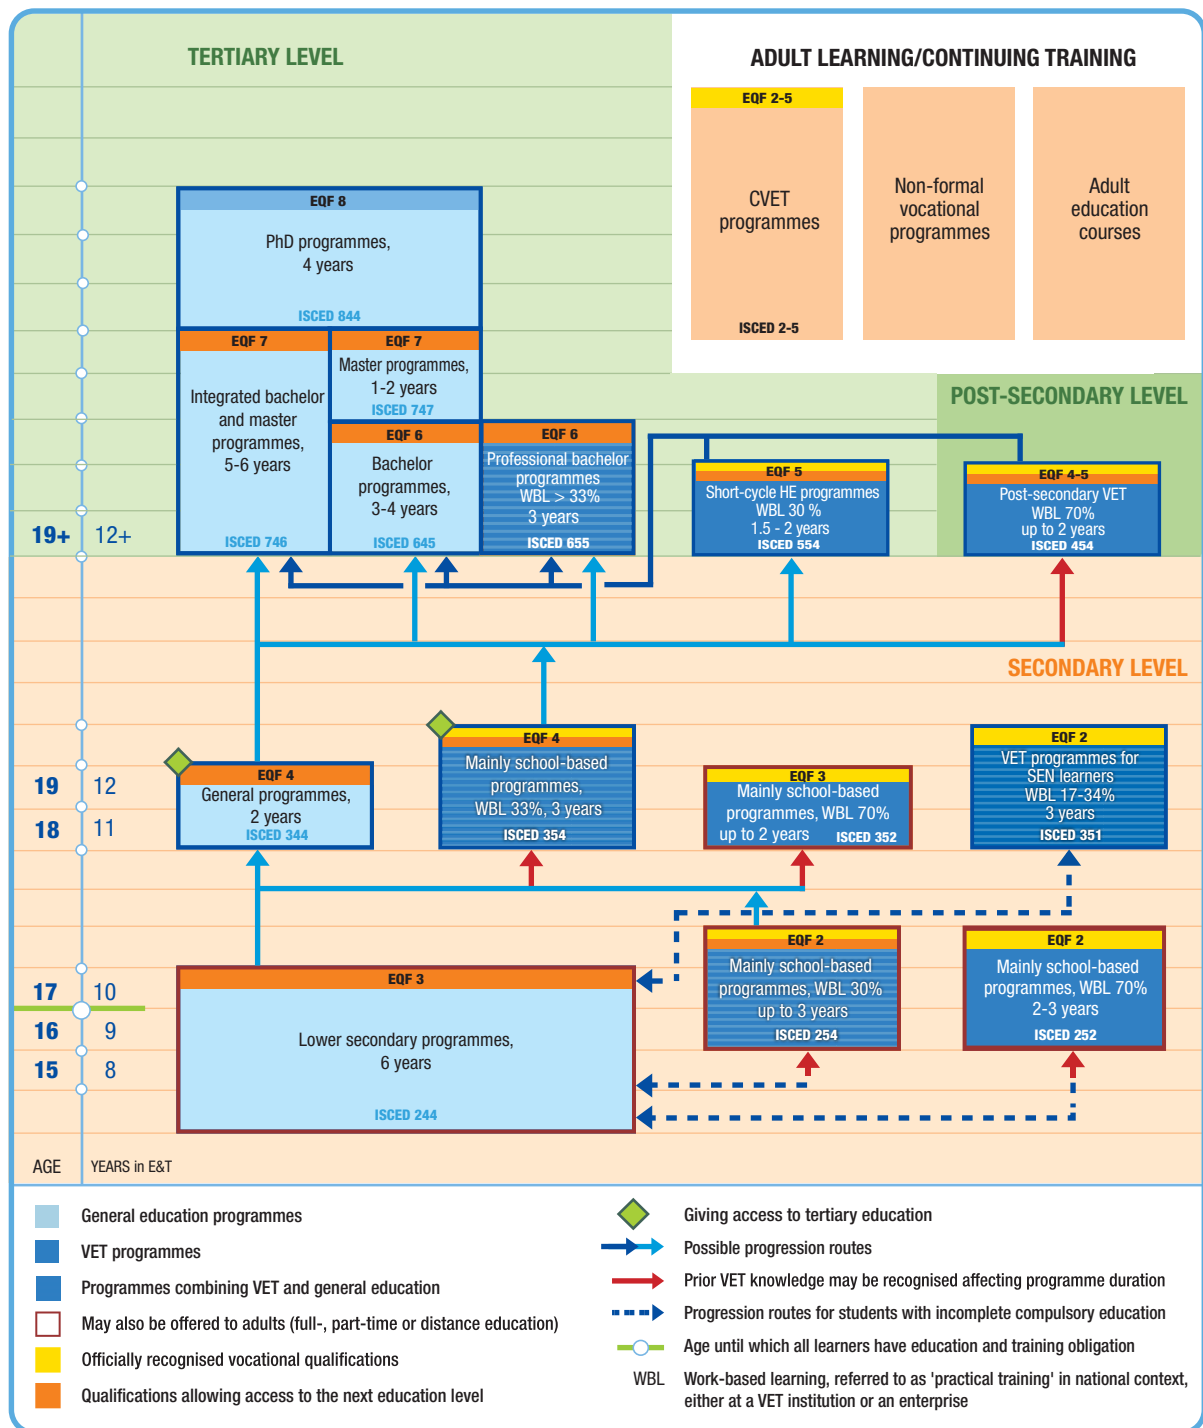 TERTIARY LEVEL
ADULT LEARNING/CONTINUING TRAINING
EQF 2-5
CVET
programmes
ISCED 2-5
Non-formal
vocational
programmes
Adult
education
courses
EQF 8
PhD programmes,
4 years
ISCED 844
EQF 7
Integrated bachelor
and master
programmes,
5-6 years
ISCED 746
EQF 7
Master programmes,
1-2 years
ISCED 747
EQF 6
Bachelor
programmes,
3-4 years
ISCED 645
EQF 6
Professional bachelor
programmes
WBL > 33%
3 years
ISCED 655
POST-SECONDARY LEVEL
EQF 5
Short-cycle HE programmes
WBL 30 %
1.5 - 2 years
ISCED 554
EQF 4-5
Post-secondary VET
WBL 70%
up to 2 years
ISCED 454
19+ 12+
SECONDARY LEVEL
EQF 4
General programmes,
2 years
ISCED 344
EQF 4
Mainly school-based
programmes,
WBL 33%, 3 years
ISCED 354
EQF 3
Mainly school-based
programmes, WBL 70%
up to 2 years ISCED 352
EQF 2
VET programmes for
SEN learners
WBL 17-34%
3 years
ISCED 351
19 12
18 11
EQF 3
Lower secondary programmes,
6 years
ISCED 244
EQF 2
Mainly school-based
programmes, WBL 30%
up to 3 years
ISCED 254
EQF 2
Mainly school-based
programmes, WBL 70%
2-3 years
ISCED 252
17 10
16 9
15 8
AGE YEARS in E&T
General education programmes
VET programmes
Programmes combining VET and general education
May also be offered to adults (full-, part-time or distance education)
Officially recognised vocational qualifications
Qualifications allowing access to the next education level
Giving access to tertiary education
Possible progression routes
Prior VET knowledge may be recognised affecting programme duration
Progression routes for students with incomplete compulsory education
Age until which all learners have education and training obligation
WBL Work-based learning, referred to as 'practical training' in national context,
either at a VET institution or an enterprise